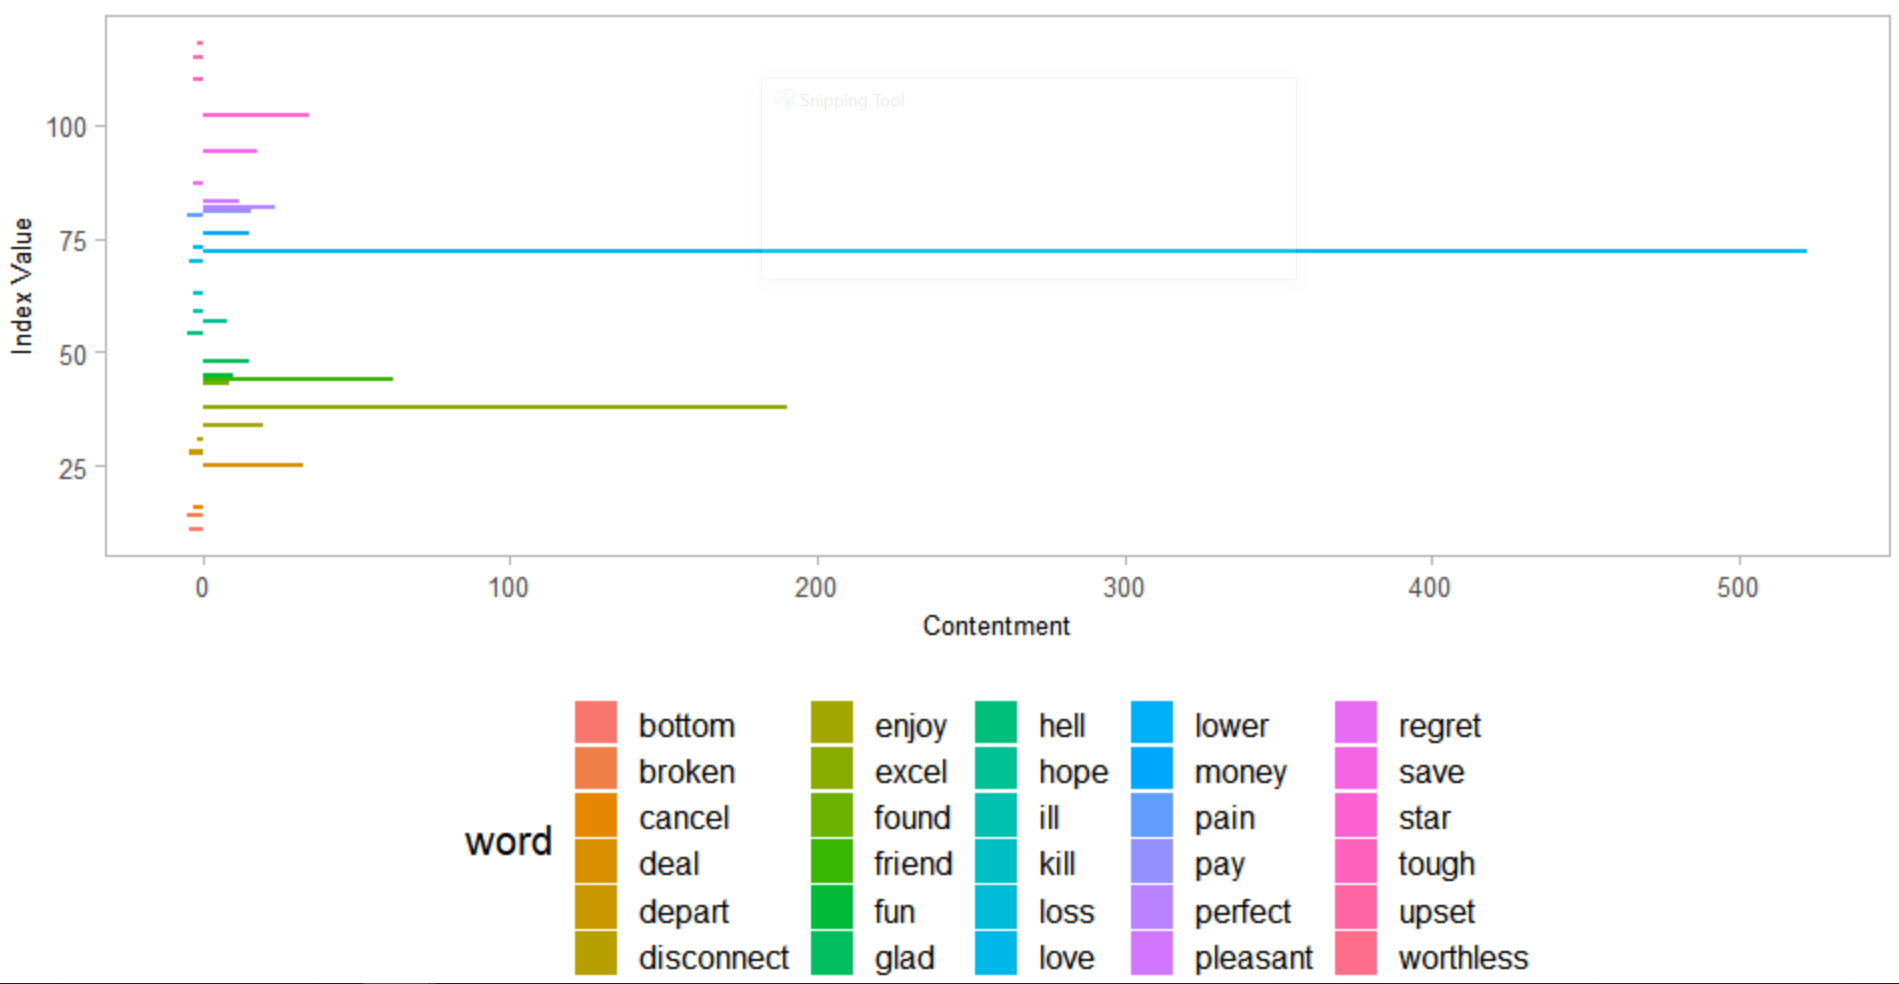 Snipping Tool
100
75
50
25
Index Value
0 100 200 300 400 500
Contentment
word
bottom enjoy hell lower regret
broken excel hope money save
cancel found ill pain star
deal friend kill pay tough
depart fun loss perfect upset
disconnect glad love pleasant worthless